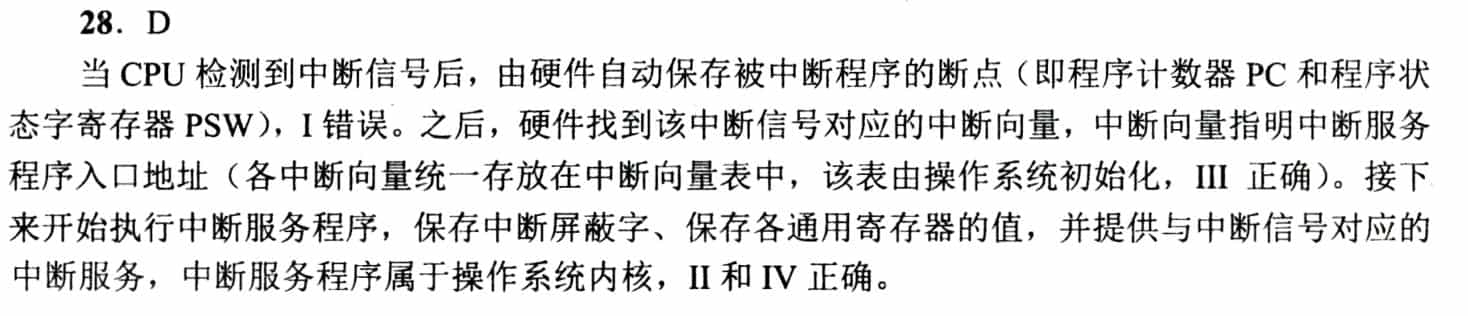 28. D
当 CPU 检测到中断信号后，由硬件自动保存被中断程序的断点（即程序计数器 PC 和程序状
态字寄存器 PSW），I 错误。之后，硬件找到该中断信号对应的中断向量，中断向量指明中断服务
程序入口地址（各中断向量统一存放在中断向量表中，该表由操作系统初始化，III 正确）。接下
来开始执行中断服务程序，保存中断屏蔽字、保存各通用寄存器的值，并提供与中断信号对应的
中断服务，中断服务程序属于操作系统内核，II 和 IV 正确。